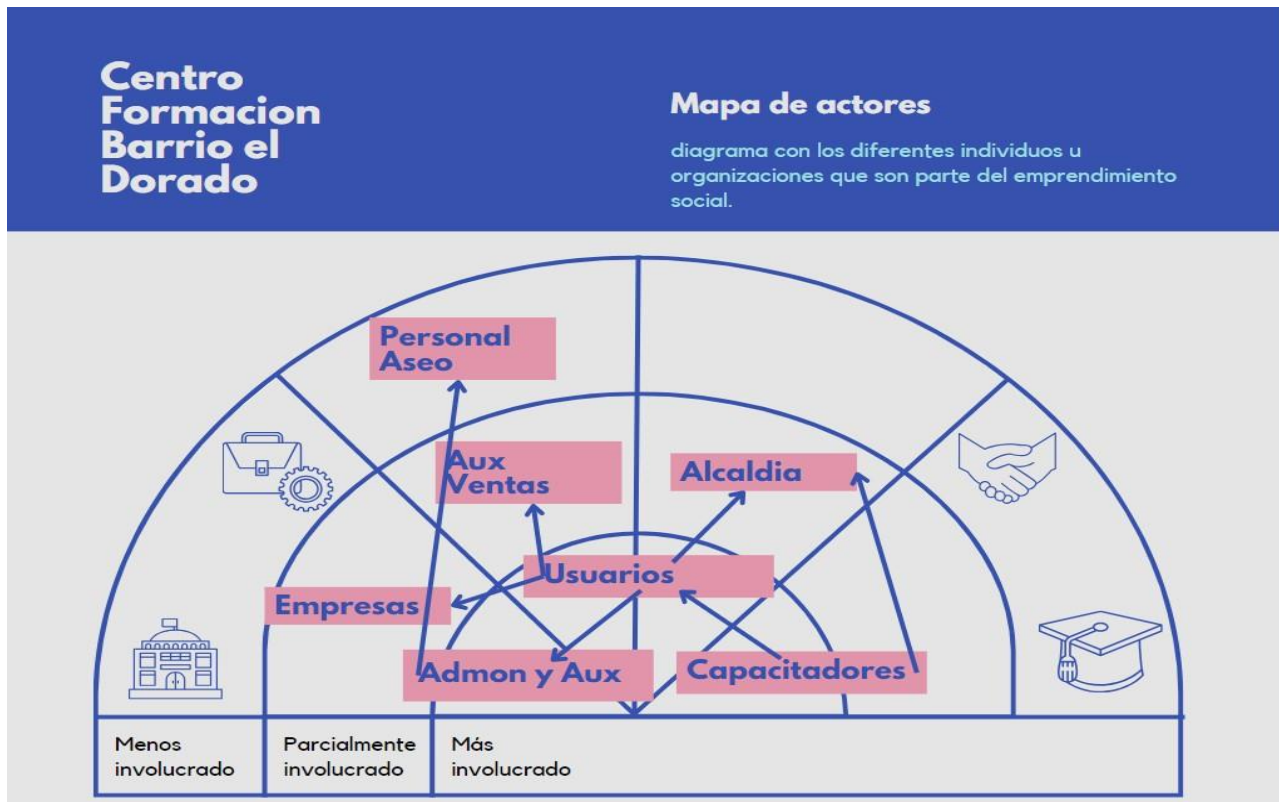 Centro
Formacion
Barrio el
Dorado
Mapa de actores
diagrama con los diferentes individuos u
organizaciones que son parte del emprendimiento
social.
Personal
Aseo
Aux
Ventas
Alcaldia
Usuarios
Empresas
Admon y Aux
Capacitadores
Menos
involucrado
Parcialmente
involucrado
Más
involucrado